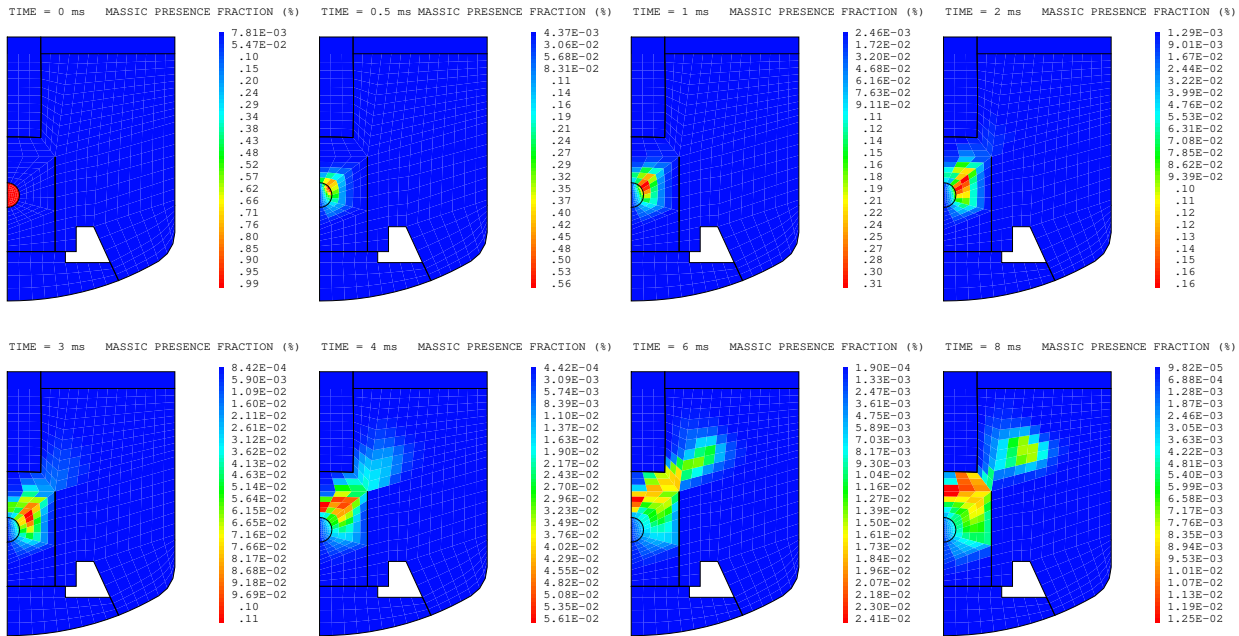 TIME = 0 ms MASSIC PRESENCE FRACTION (%)
7.81E-03
5.47E-02
.10
.15
.20
.24
.29
.34
.38
.43
.48
.52
.57
.62
.66
.71
.76
.80
.85
.90
.95
.99
TIME = 0.5 ms MASSIC PRESENCE FRACTION (%)
4.37E-03
3.06E-02
5.68E-02
8.31E-02
.11
.14
.16
.19
.21
.24
.27
.29
.32
.35
.37
.40
.42
.45
.48
.50
.53
.56
TIME = 1 ms MASSIC PRESENCE FRACTION (%)
2.46E-03
1.72E-02
3.20E-02
4.68E-02
6.16E-02
7.63E-02
9.11E-02
.11
.12
.14
.15
.16
.18
.19
.21
.22
.24
.25
.27
.28
.30
.31
TIME = 2 ms MASSIC PRESENCE FRACTION (%)
1.29E-03
9.01E-03
1.67E-02
2.44E-02
3.22E-02
3.99E-02
4.76E-02
5.53E-02
6.31E-02
7.08E-02
7.85E-02
8.62E-02
9.39E-02
.10
.11
.12
.12
.13
.14
.15
.16
.16
TIME = 3 ms MASSIC PRESENCE FRACTION (%)
8.42E-04
5.90E-03
1.09E-02
1.60E-02
2.11E-02
2.61E-02
3.12E-02
3.62E-02
4.13E-02
4.63E-02
5.14E-02
5.64E-02
6.15E-02
6.65E-02
7.16E-02
7.66E-02
8.17E-02
8.68E-02
9.18E-02
9.69E-02
.10
.11
TIME = 4 ms MASSIC PRESENCE FRACTION (%)
4.42E-04
3.09E-03
5.74E-03
8.39E-03
1.10E-02
1.37E-02
1.63E-02
1.90E-02
2.17E-02
2.43E-02
2.70E-02
2.96E-02
3.23E-02
3.49E-02
3.76E-02
4.02E-02
4.29E-02
4.55E-02
4.82E-02
5.08E-02
5.35E-02
5.61E-02
TIME = 6 ms MASSIC PRESENCE FRACTION (%)
1.90E-04
1.33E-03
2.47E-03
3.61E-03
4.75E-03
5.89E-03
7.03E-03
8.17E-03
9.30E-03
1.04E-02
1.16E-02
1.27E-02
1.39E-02
1.50E-02
1.61E-02
1.73E-02
1.84E-02
1.96E-02
2.07E-02
2.18E-02
2.30E-02
2.41E-02
TIME = 8 ms MASSIC PRESENCE FRACTION (%)
9.82E-05
6.88E-04
1.28E-03
1.87E-03
2.46E-03
3.05E-03
3.63E-03
4.22E-03
4.81E-03
5.40E-03
5.99E-03
6.58E-03
7.17E-03
7.76E-03
8.35E-03
8.94E-03
9.53E-03
1.01E-02
1.07E-02
1.13E-02
1.19E-02
1.25E-02